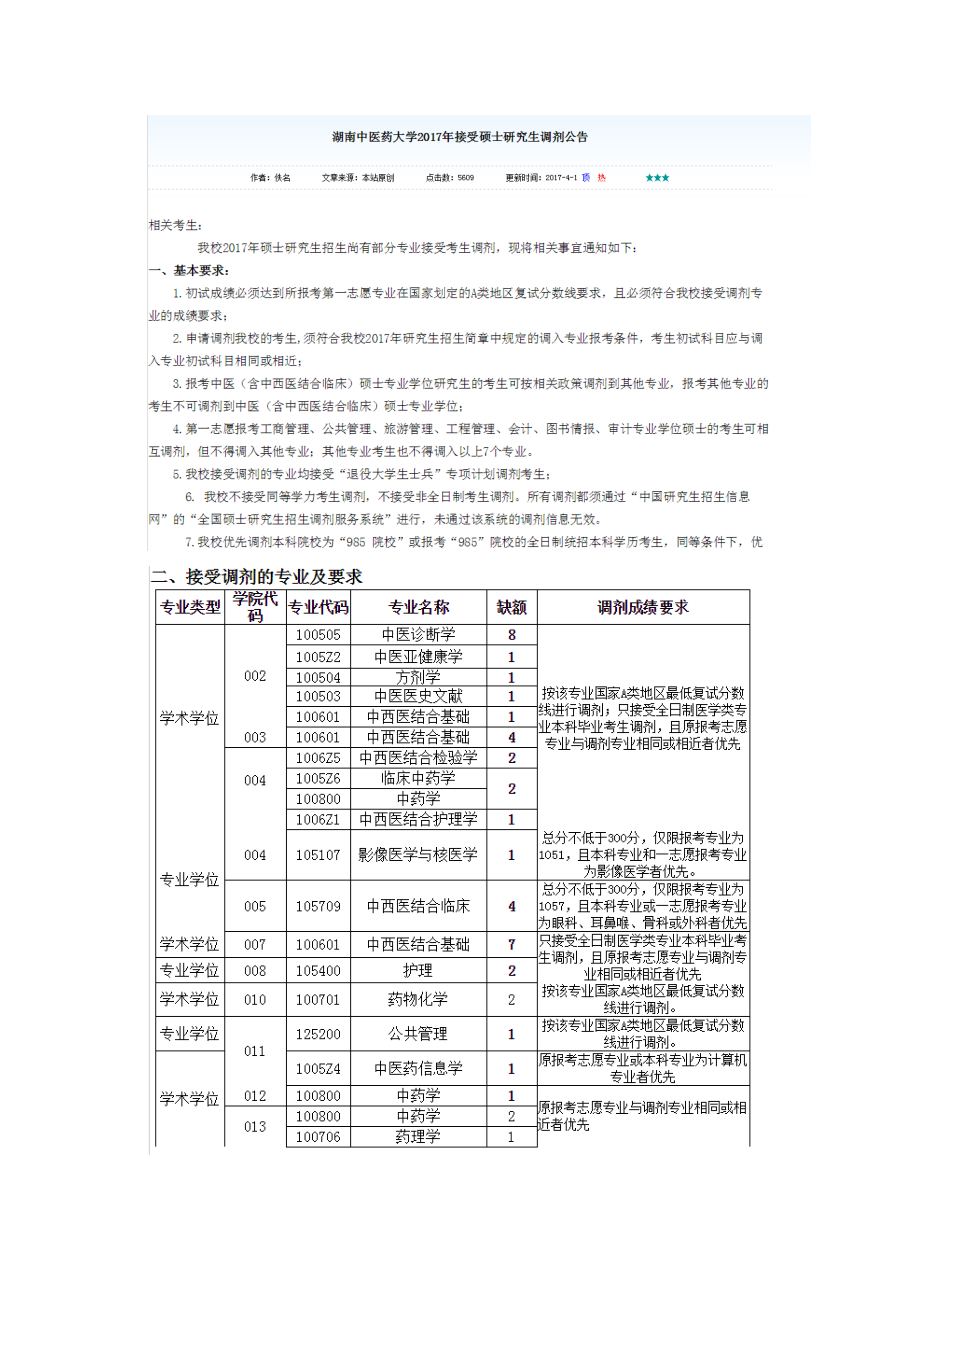 湖南中医药大学2017年接受硕士研究生调剂公告
作者：佚名 文章来源：本站原创 点击数：5609 更新时间：2017-4-1 顶 热 ★★★
相关考生：
我校2017年硕士研究生招生尚有部分专业接受考生调剂，现将相关事宜通知如下：
一、基本要求：
1.初试成绩必须达到所报考第一志愿专业在国家划定的A类地区复试分数线要求，且必须符合我校接受调剂专
业的成绩要求；
2.申请调剂我校的考生,须符合我校2017年研究生招生简章中规定的调入专业报考条件，考生初试科目应与调
入专业初试科目相同或相近；
3.报考中医（含中西医结合临床）硕士专业学位研究生的考生可按相关政策调剂到其他专业，报考其他专业的
考生不可调剂到中医（含中西医结合临床）硕士专业学位；
4.第一志愿报考工商管理、公共管理、旅游管理、工程管理、会计、图书情报、审计专业学位硕士的考生可相
互调剂，但不得调入其他专业；其他专业考生也不得调入以上7个专业。
5.我校接受调剂的专业均接受“退役大学生士兵”专项计划调剂考生；
6. 我校不接受同等学力考生调剂，不接受非全日制考生调剂。所有调剂都须通过“中国研究生招生信息
网”的“全国硕士研究生招生调剂服务系统”进行，未通过该系统的调剂信息无效。
7.我校优先调剂本科院校为“985 院校”或报考“985”院校的全日制统招本科学历考生，同等条件下，优
二、接受调剂的专业及要求
专业类型 学院代码 专业代码 专业名称 缺额 调剂成绩要求
学术学位 002 100505 中医诊断学 8
1005Z2 中医亚健康学 1
100504 方剂学 1
100503 中医医史文献 1
100601 中西医结合基础 1
003 100601 中西医结合基础 4
按该专业国家A类地区最低复试分数
线进行调剂；只接受全日制医学类专
业本科毕业考生调剂，且原报考志愿
专业与调剂专业相同或相近者优先
004 1006Z5 中西医结合检验学 2
1005Z6 临床中药学 2
100800 中药学
1006Z1 中西医结合护理学 1
专业学位 004 105107 影像医学与核医学 1
总分不低于300分，仅限报考专业为
1051，且本科专业和一志愿报考专业
为影像医学者优先。
005 105709 中西医结合临床 4
总分不低于300分，仅限报考专业为
1057，且本科专业或一志愿报考专业
为眼科、耳鼻喉、骨科或外科者优先
学术学位 007 100601 中西医结合基础 7
专业学位 008 105400 护理 2
只接受全日制医学类专业本科毕业考
生调剂，且原报考志愿专业与调剂专
业相同或相近者优先
学术学位 010 100701 药物化学 2
按该专业国家A类地区最低复试分数
线进行调剂。
专业学位 011 125200 公共管理 1
按该专业国家A类地区最低复试分数
线进行调剂。
学术学位 1005Z4 中医药信息学 1
原报考志愿专业或本科专业为计算机
专业者优先
012 100800 中药学 1
013 100800 中药学 2
100706 药理学 1
原报考志愿专业与调剂专业相同或相
近者优先